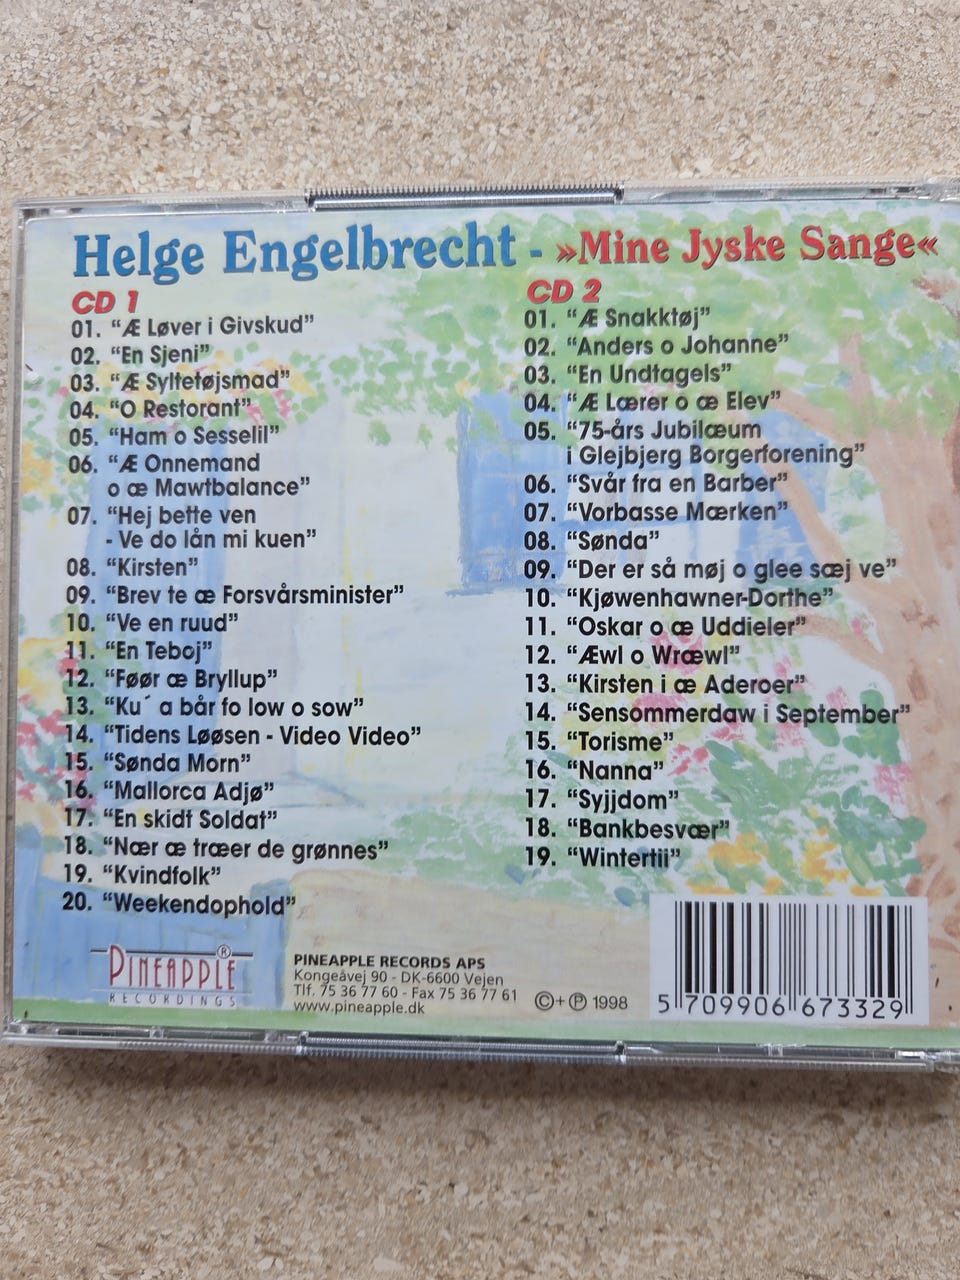 Helge Engelbrecht - »Mine Jyske Sange«
CD 1
01. “Æ Løver i Givskud”
02. “En Sjeni”
03. “Æ Syltetøjsmad”
04. “O Restorant”
05. “Ham o Sesselil”
06. “Æ Onnemand
o æ Mawtbalance”
07. “Hej bette ven
- Ve do lån mi kuen”
08. “Kirsten”
09. “Brev te æ Forsvårsminister”
10. “Ve en ruud”
11. “En Teboj”
12. “Føør æ Bryllup”
13. “Ku´ a bår fo low o sow”
14. “Tidens Løøsen - Video Video”
15. “Sønda Morn”
16. “Mallorca Adjø”
17. “En skidt Soldat”
18. “Nær æ træer de grønnes”
19. “Kvindfolk”
20. “Weekendophold”
CD 2
01. “Æ Snakktøj”
02. “Anders o Johanne”
03. “En Undtagels”
04. “Æ Lærer o æ Elev”
05. “75-års Jubilæum
i Glejbjerg Borgerforening”
06. “Svår fra en Barber”
07. “Vorbasse Mærken”
08. “Sønda”
09. “Der er så møj o glee sæj ve”
10. “Kjøwenhawner-Dorthe”
11. “Oskar o æ Uddieler”
12. “Æwl o Wræwl”
13. “Kirsten i æ Aderoer”
14. “Sensommerdaw i September”
15. “Torisme”
16. “Nanna”
17. “Syjjdom”
18. “Bankbesvær”
19. “Wintertii”
PINEAPPLE®
RECORDINGS
PINEAPPLE RECORDS APS
Kongeåvej 90 - DK-6600 Vejen
Tlf. 75 36 77 60 - Fax 75 36 77 61
www.pineapple.dk
©+℗ 1998
5 709906 673329